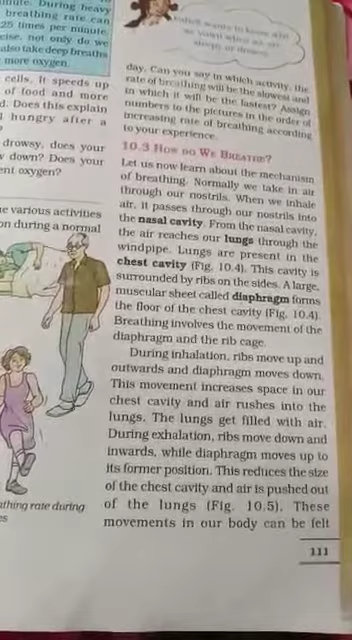 minute. During heavy
breathing rate can
25 times per minute.
cise, not only do we
also take deep breaths
more oxygen.
cells. It speeds up
of food and more
d. Does this explain
hungry after a
?
drowsy, does your
down? Does your
ent oxygen?
e various activities
on during a normal
athing rate during
es
wants to know
we
or
day. Can you say in which activity, the
rate of breathing will be the slowest and
in which it will be the fastest? Assign
numbers to the pictures in the order of
increasing rate of breathing according
to your experience.
10.3 HOW DO WE BREATHE?
Let us now learn about the mechanism
of breathing. Normally we take in air
through our nostrils. When we inhale
air, it passes through our nostrils into
the nasal cavity. From the nasal cavity,
the air reaches our lungs through the
windpipe. Lungs are present in the
chest cavity (Fig. 10.4). This cavity is
surrounded by ribs on the sides. A large,
muscular sheet called diaphragm forms
the floor of the chest cavity (Fig. 10.4).
Breathing involves the movement of the
diaphragm and the rib cage.
During inhalation, ribs move up and
outwards and diaphragm moves down.
This movement increases space in our
chest cavity and air rushes into the
lungs. The lungs get filled with air.
During exhalation, ribs move down and
inwards, while diaphragm moves up to
its former position. This reduces the size
of the chest cavity and air is pushed out
of the lungs (Fig. 10.5). These
movements in our body can be felt
111